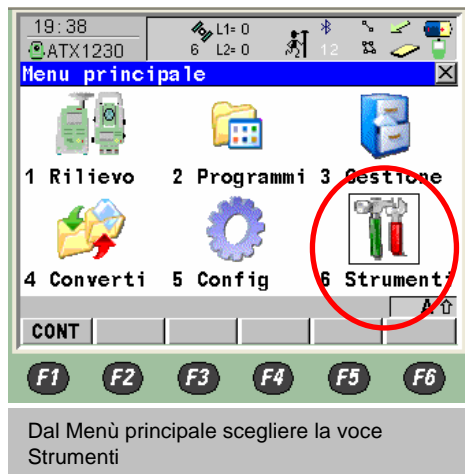 19:38
ATX1230
L1= 0
6 L2= 0
12
Menu principale
1 Rilievo 2 Programmi 3 Gestione
4 Converti 5 Config 6 Strumenti
A⇧
CONT
F1 F2 F3 F4 F5 F6
Dal Menù principale scegliere la voce
Strumenti